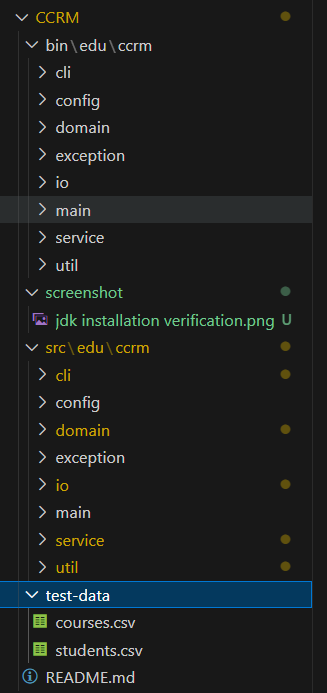 CCRM
bin\edu\ccrm
cli
config
domain
exception
io
main
service
util
screenshot
jdk installation verification.png U
src\edu\ccrm
cli
config
domain
exception
io
main
service
util
test-data
courses.csv
students.csv
README.md